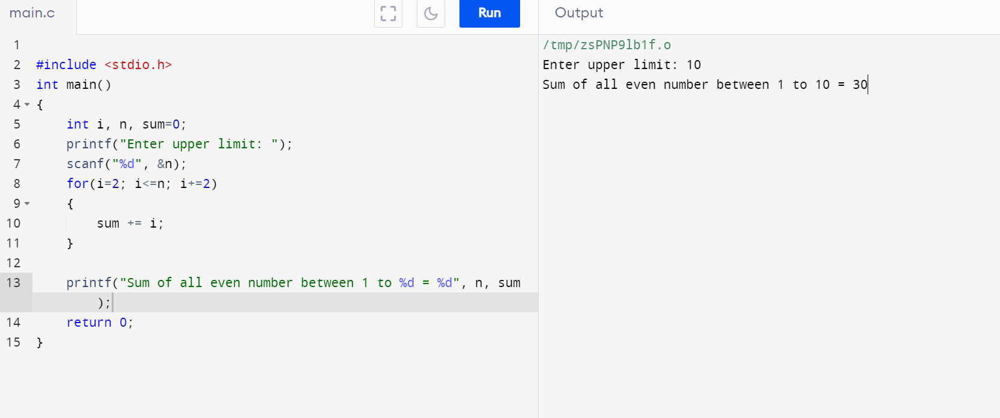 main.c
Run
Output
1
2 #include <stdio.h>
3 int main()
4 {
5     int i, n, sum=0;
6     printf("Enter upper limit: ");
7     scanf("%d", &n);
8     for(i=2; i<=n; i+=2)
9     {
10         sum += i;
11     }
12
13     printf("Sum of all even number between 1 to %d = %d", n, sum
        );
14     return 0;
15 }
/tmp/zsPNP9lb1f.o
Enter upper limit: 10
Sum of all even number between 1 to 10 = 30